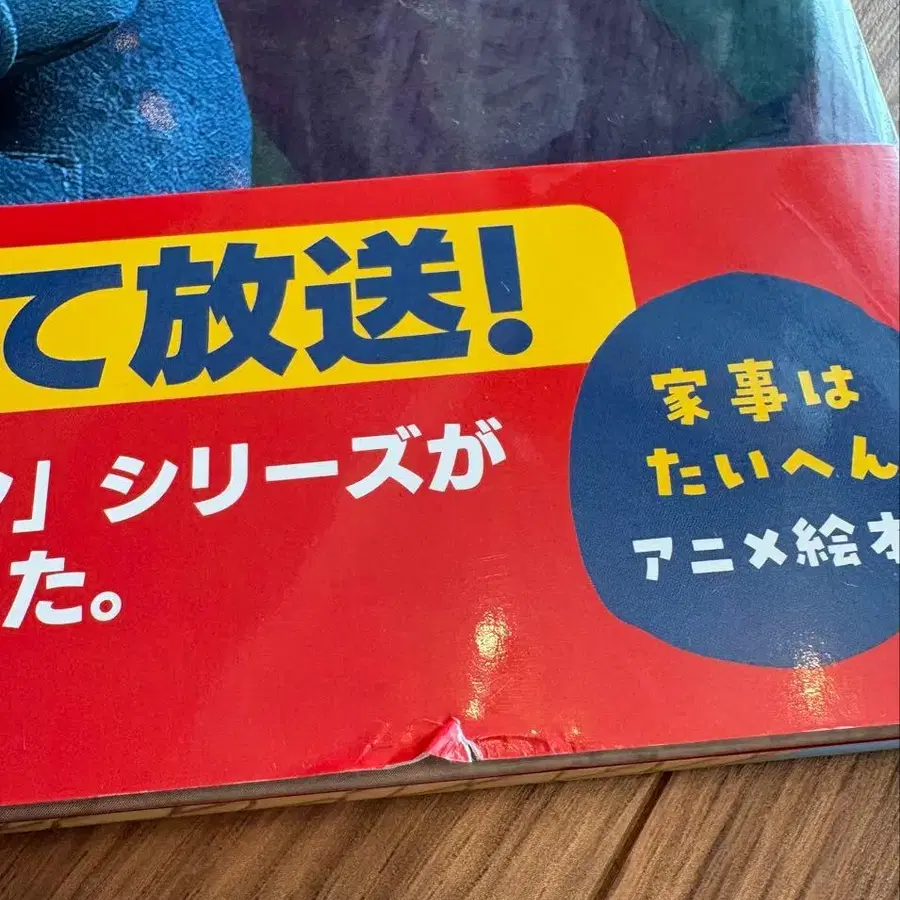 て放送!
」シリーズが
た。
家事は
たいへん
アニメ絵本